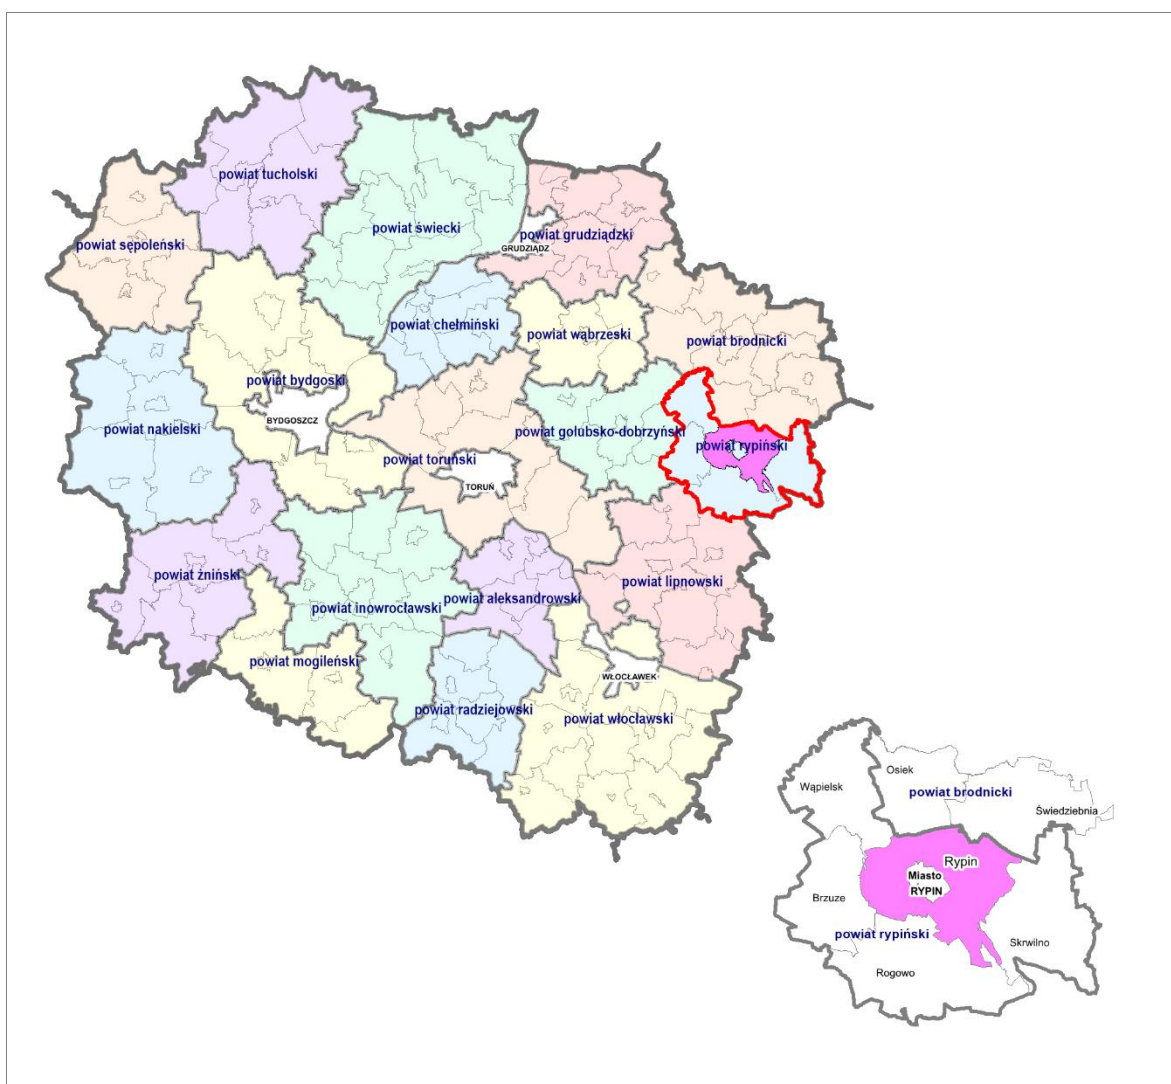 powiat tucholski
powiat świecki
powiat sępoleński
powiat grudziądzki
GRUDZIĄDZ
powiat chełmiński
powiat wąbrzeski
powiat brodnicki
powiat bydgoski
BYDGOSZCZ
powiat nakielski
powiat golubsko-dobrzyński
powiat rypiński
powiat toruński
TORUŃ
powiat żniński
powiat lipnowski
powiat aleksandrowski
powiat inowrocławski
powiat mogileński
WŁOCŁAWEK
powiat radziejowski
powiat włocławski
Osiek
Wąpielsk
powiat brodnicki
Świedziebnia
Rypin
Miasto
RYPIN
Brzuze
powiat rypiński
Skrwilno
Rogowo